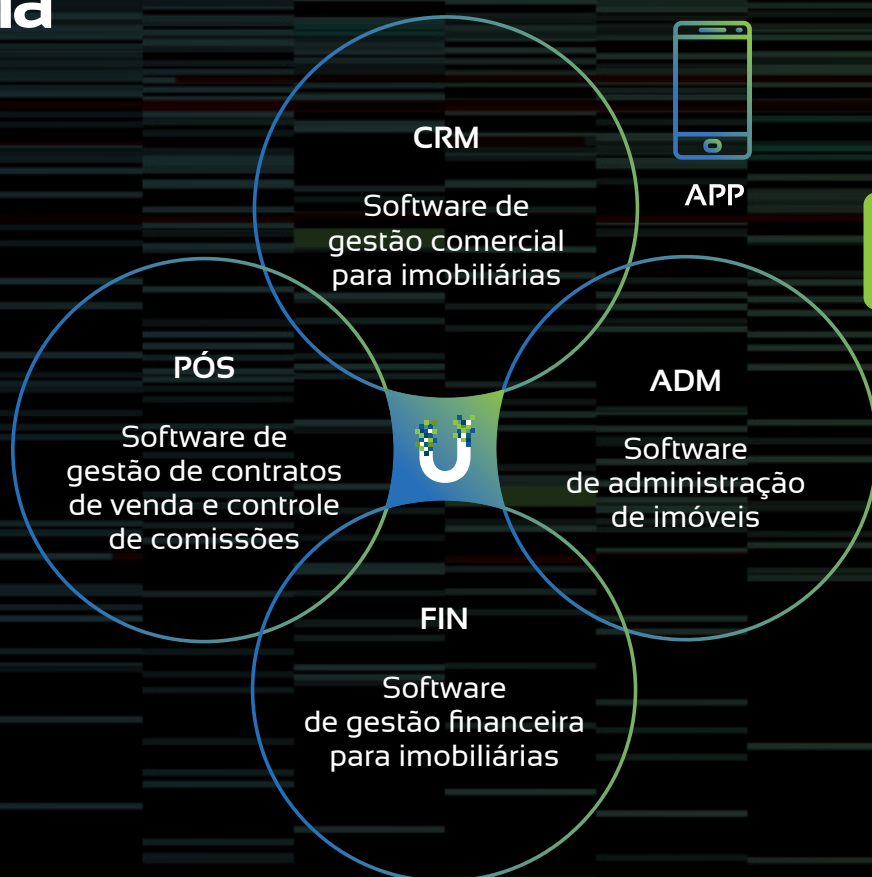 CRM
Software de
gestão comercial
para imobiliárias
APP
PÓS
Software de
gestão de contratos
de venda e controle
de comissões
U
ADM
Software
de administração
de imóveis
FIN
Software
de gestão financeira
para imobiliárias